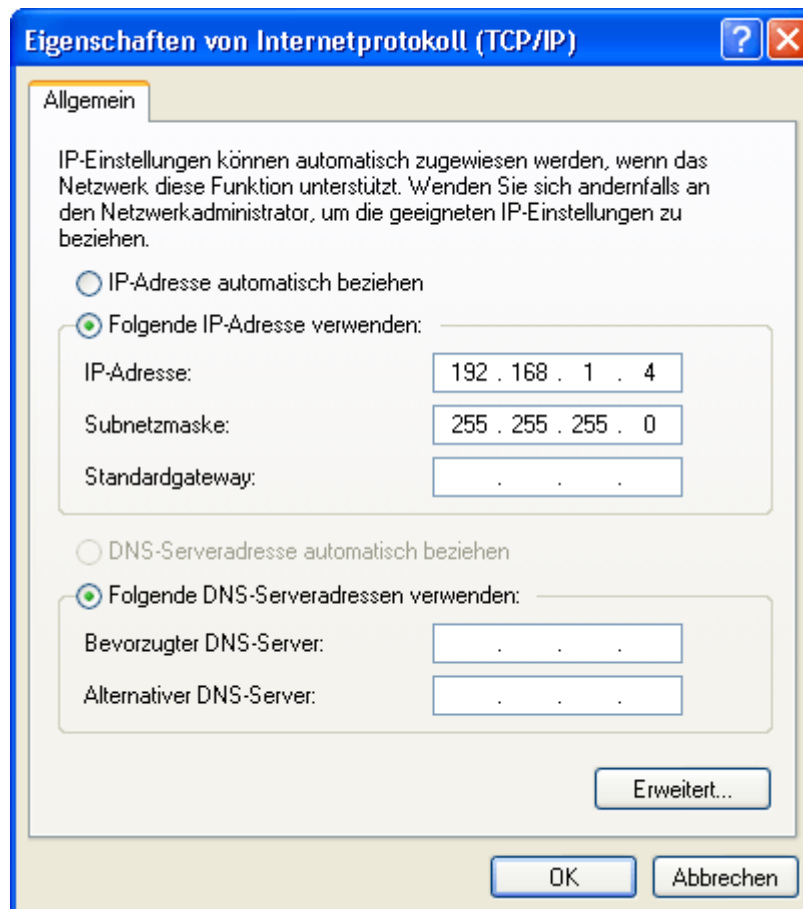 Eigenschaften von Internetprotokoll (TCP/IP)
Allgemein
IP-Einstellungen können automatisch zugewiesen werden, wenn das
Netzwerk diese Funktion unterstützt. Wenden Sie sich andernfalls an
den Netzwerkadministrator, um die geeigneten IP-Einstellungen zu
beziehen.
IP-Adresse automatisch beziehen
Folgende IP-Adresse verwenden:
IP-Adresse: 192 . 168 . 1 . 4
Subnetzmaske: 255 . 255 . 255 . 0
Standardgateway: . . .
DNS-Serveradresse automatisch beziehen
Folgende DNS-Serveradressen verwenden:
Bevorzugter DNS-Server: . . .
Alternativer DNS-Server: . . .
Erweitert...
OK Abbrechen